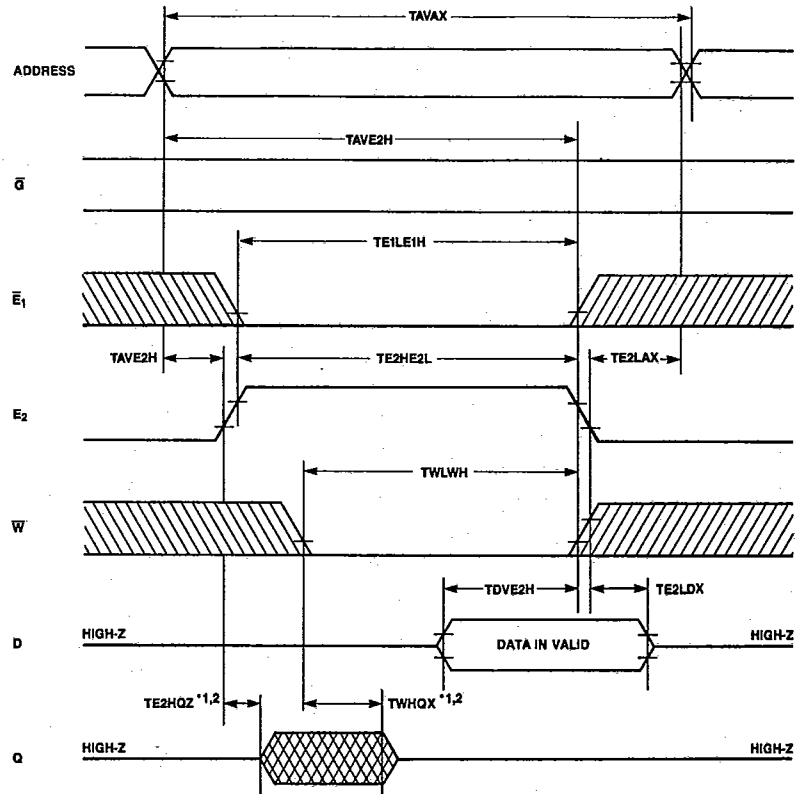 TAVAX
ADDRESS
TAVE2H
G̅
TE1LE1H
E̅1
TAVE2H
TE2HE2L
TE2LAX
E2
TWLWH
W̅
TDVE2H
TE2LDX
D
HIGH-Z
DATA IN VALID
HIGH-Z
TE2HQZ *1,2
TWHQX *1,2
Q
HIGH-Z
HIGH-Z